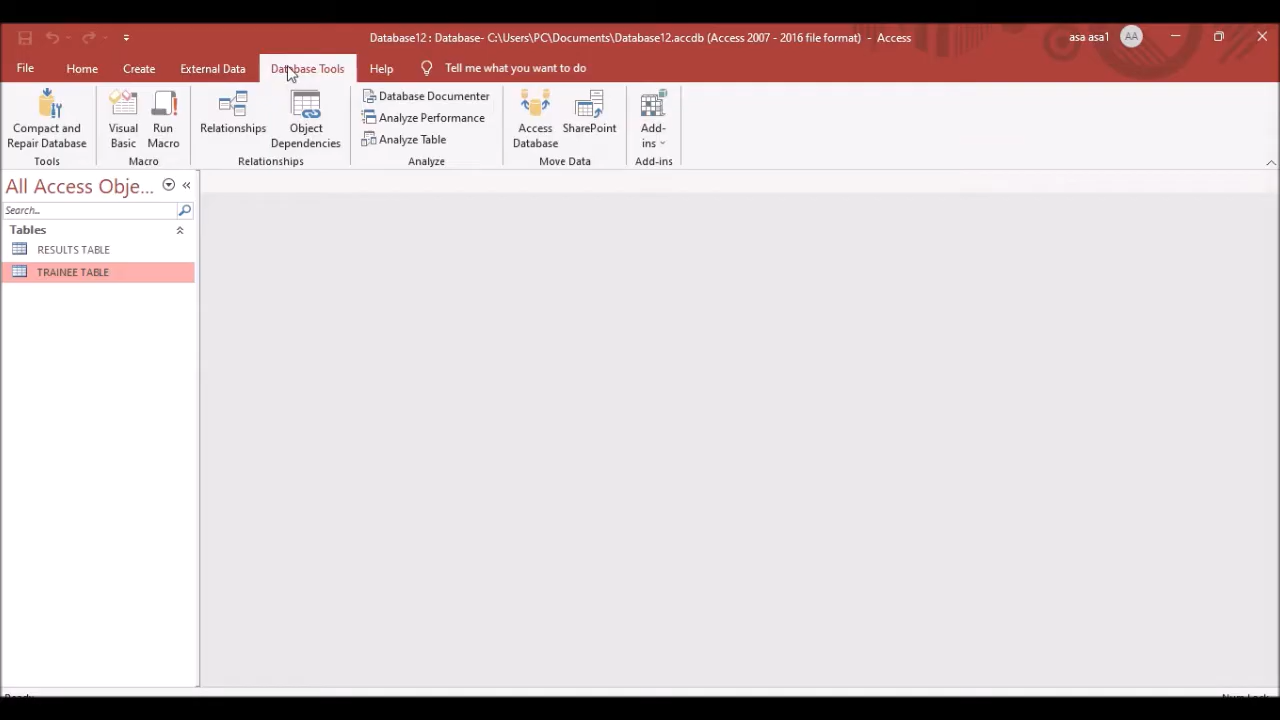 Database12 : Database- C:\Users\PC\Documents\Database12.accdb (Access 2007 - 2016 file format) - Access
asa asa1 AA
File Home Create External Data Database Tools Help Tell me what you want to do
Compact and Repair Database
Visual Basic
Run Macro
Relationships
Object Dependencies
Database Documenter
Analyze Performance
Analyze Table
Access Database
SharePoint
Add-ins
Tools Macro Relationships Analyze Move Data Add-ins
All Access Obje...
Search...
Tables
RESULTS TABLE
TRAINEE TABLE